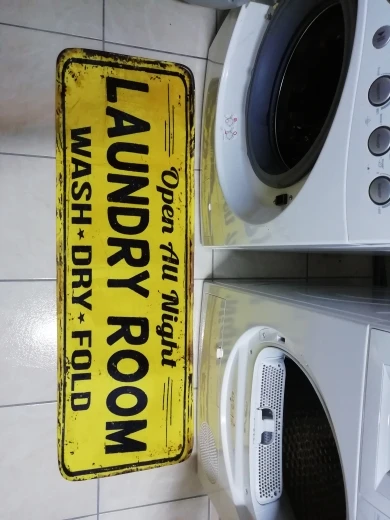 Open All Night
LAUNDRY ROOM
WASH ★ DRY ★ FOLD